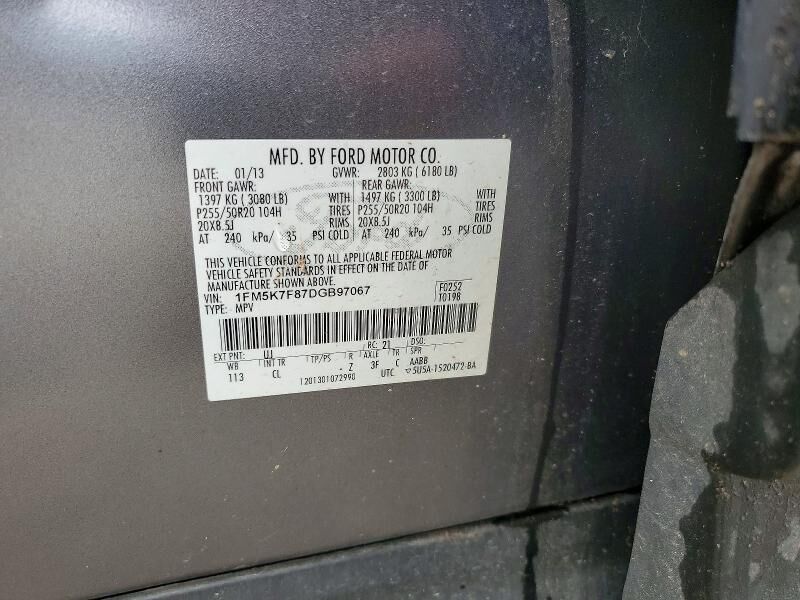 MFD. BY FORD MOTOR CO.
DATE: 01/13 GVWR: 2803 KG ( 6180 LB)
FRONT GAWR: REAR GAWR:
1397 KG ( 3080 LB) WITH 1497 KG ( 3300 LB) WITH
P255/50R20 104H TIRES P255/50R20 104H TIRES
20X8.5J RIMS 20X8.5J RIMS
AT 240 kPa/ 35 PSI COLD AT 240 kPa/ 35 PSI COLD
THIS VEHICLE CONFORMS TO ALL APPLICABLE FEDERAL MOTOR
VEHICLE SAFETY STANDARDS IN EFFECT ON THE DATE OF
MANUFACTURE SHOWN ABOVE.
VIN: 1FM5K7F87DGB97067 F0252
TYPE: MPV T0198
EXT PNT: UJ RC: 21 DSO:
WB INT TR TP/PS R AXLE TR SPR
113 CL - Z 3F C AABB
1201301072990 UTC ▽5U5A-1520472-BA